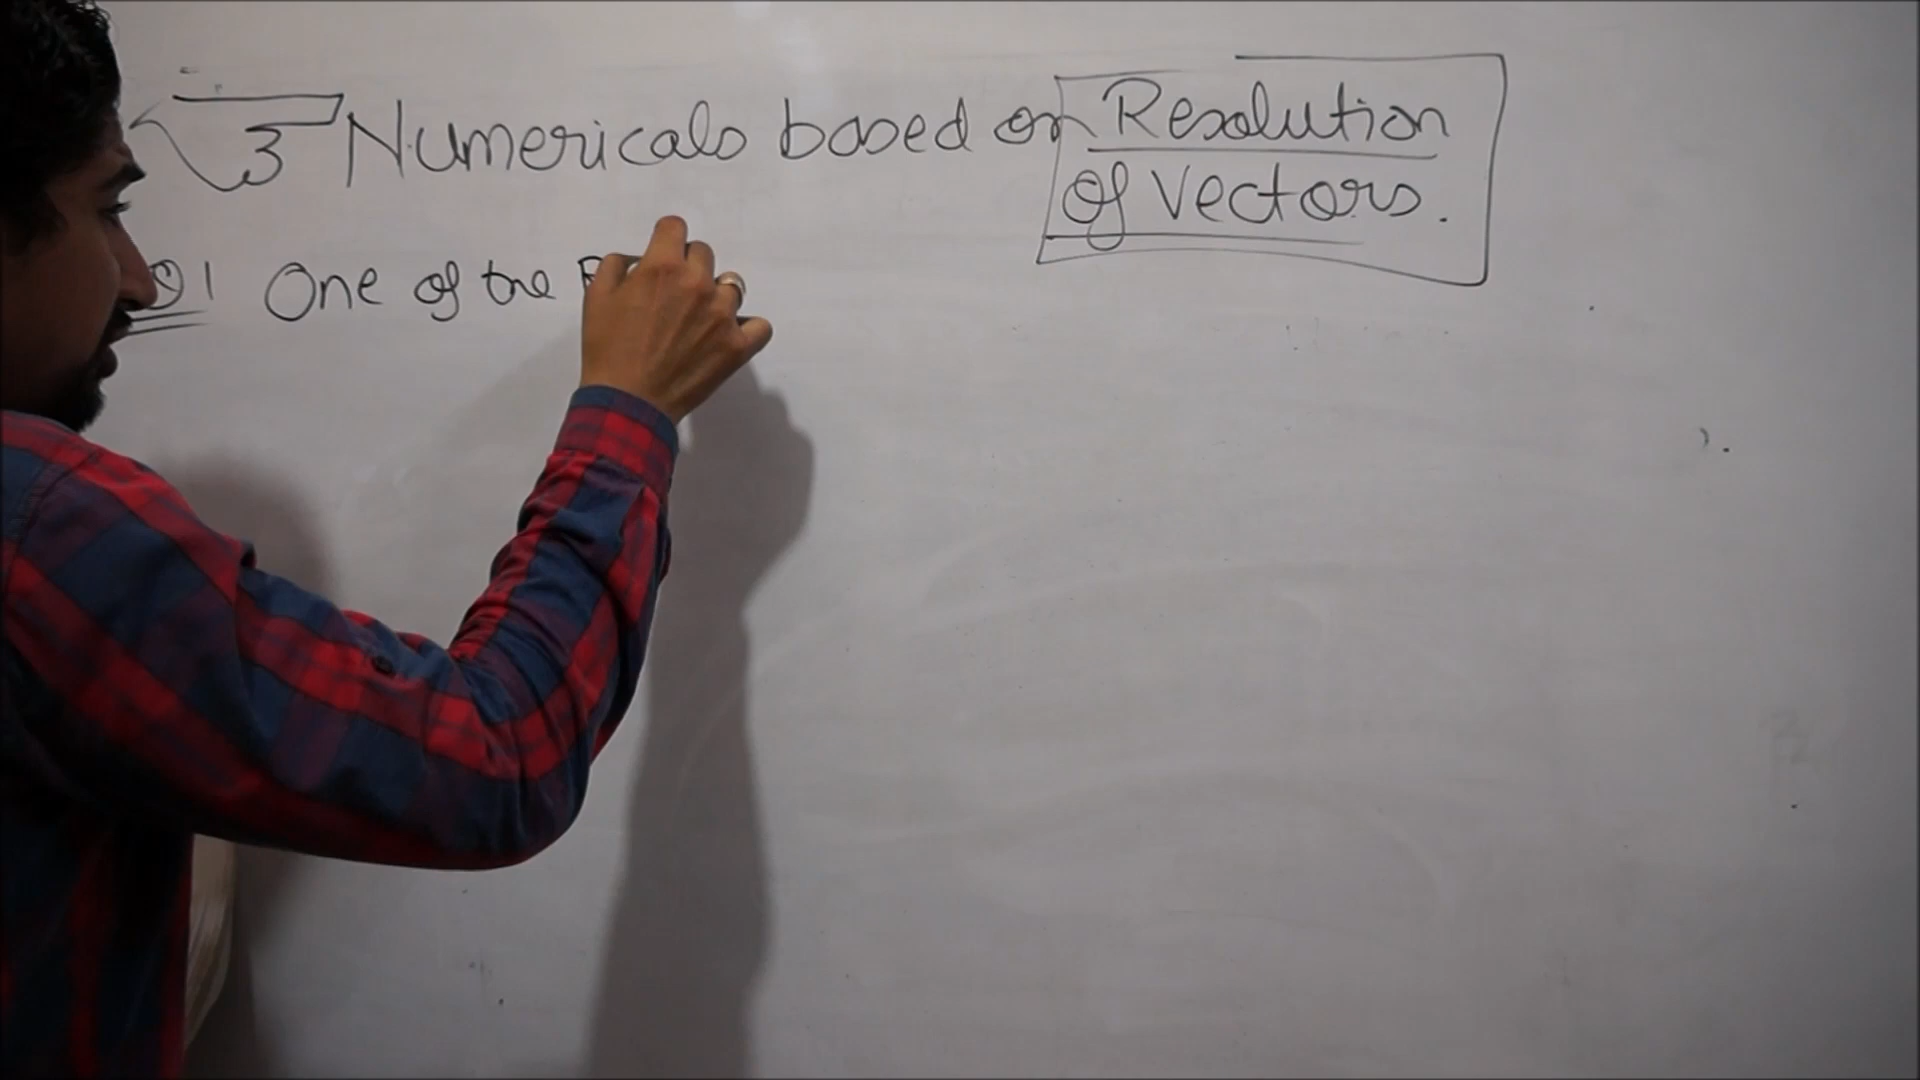 3 Numericals based on Resolution
of Vectors.
Q1 One of the